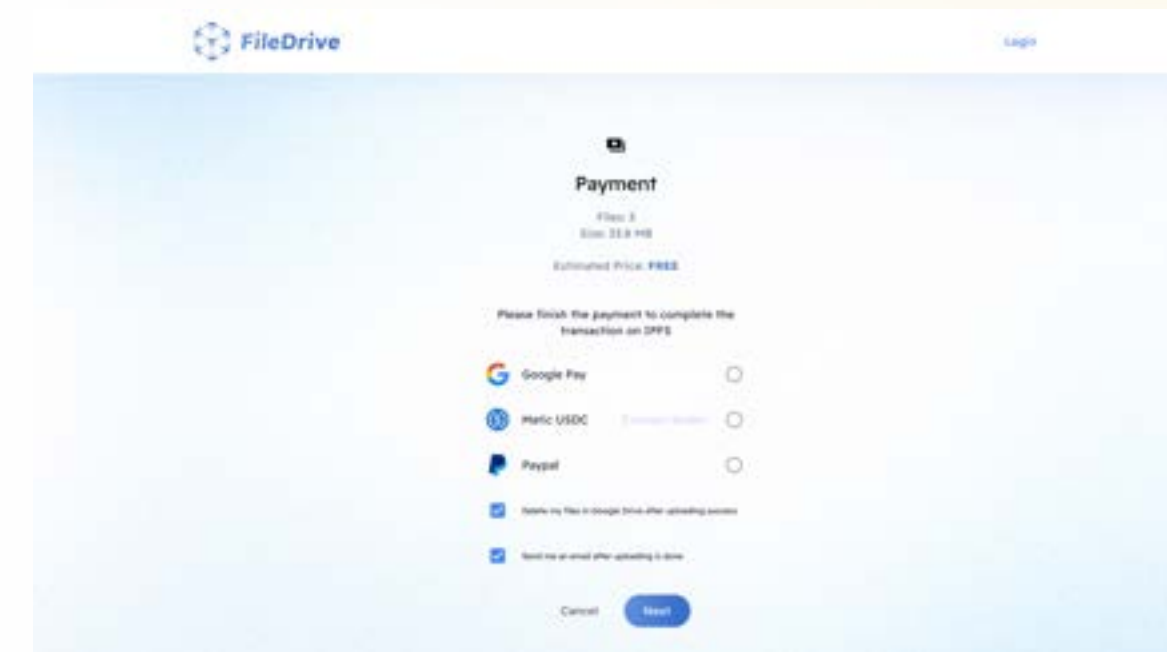 FileDrive
Login
Payment
Files: 3
Size: 33.8 MB
Estimated Price: FREE
Please finish the payment to complete the
transaction on IPFS
Google Pay
Matic USDC
Paypal
Delete my files in Google Drive after uploading success
Send me an email after uploading is done
Cancel
Next